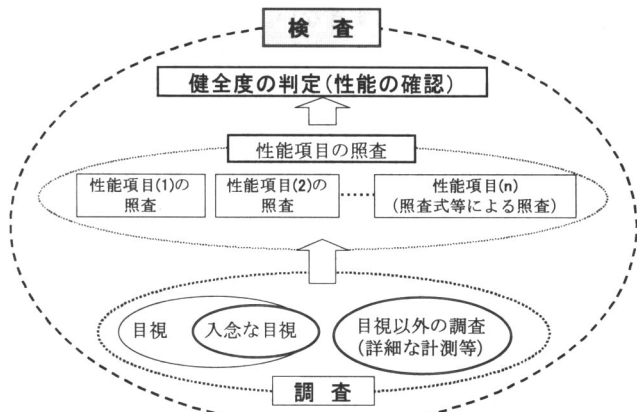 検 査
健全度の判定(性能の確認)
性能項目の照査
性能項目(1)の
照査
性能項目(2)の
照査
性能項目(n)
(照査式等による照査)
目視
入念な目視
目視以外の調査
(詳細な計測等)
調 査